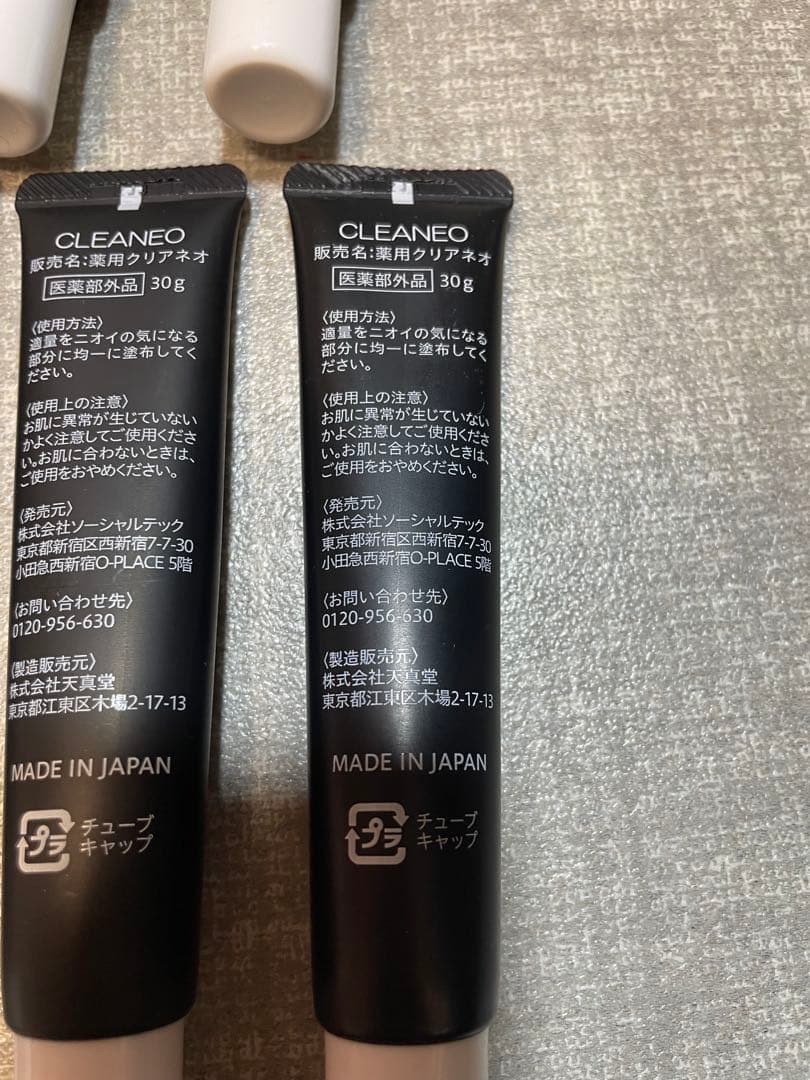 CLEANEO
販売名:薬用クリアネオ
医薬部外品 30g
〈使用方法〉
適量をニオイの気になる
部分に均一に塗布してく
ださい。
〈使用上の注意〉
お肌に異常が生じていない
かよく注意してご使用くださ
い。お肌に合わないときは、
ご使用をおやめください。
〈発売元〉
株式会社ソーシャルテック
東京都新宿区西新宿7-7-30
小田急西新宿O-PLACE 5階
〈お問い合わせ先〉
0120-956-630
〈製造販売元〉
株式会社天真堂
東京都江東区木場2-17-13
MADE IN JAPAN
プラ
チューブ
キャップ
CLEANEO
販売名:薬用クリアネオ
医薬部外品 30g
〈使用方法〉
適量をニオイの気になる
部分に均一に塗布してく
ださい。
〈使用上の注意〉
お肌に異常が生じていない
かよく注意してご使用くださ
い。お肌に合わないときは、
ご使用をおやめください。
〈発売元〉
株式会社ソーシャルテック
東京都新宿区西新宿7-7-30
小田急西新宿O-PLACE 5階
〈お問い合わせ先〉
0120-956-630
〈製造販売元〉
株式会社天真堂
東京都江東区木場2-17-13
MADE IN JAPAN
プラ
チューブ
キャップ